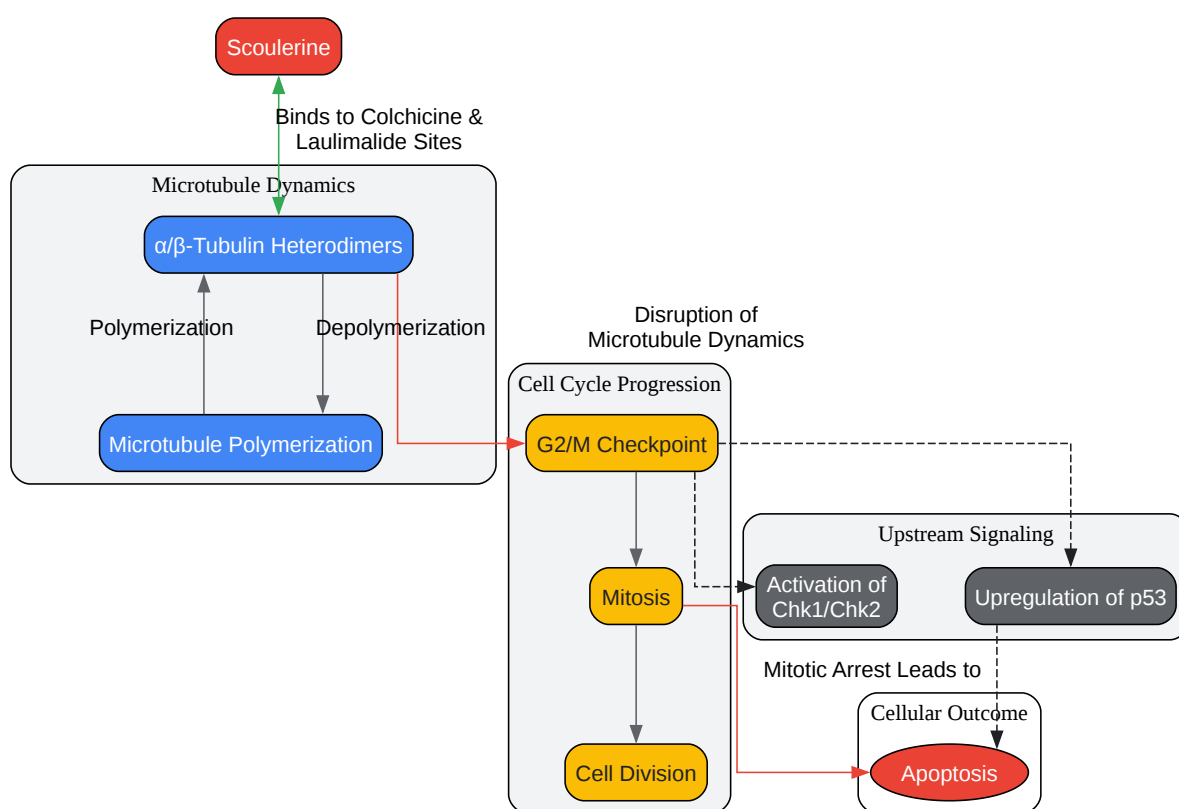 Scoulerine
Binds to Colchicine &
Laulimalide Sites
Microtubule Dynamics
α/β-Tubulin Heterodimers
Polymerization
Depolymerization
Microtubule Polymerization
Disruption of
Microtubule Dynamics
Cell Cycle Progression
G2/M Checkpoint
Mitosis
Cell Division
Upstream Signaling
Activation of
Chk1/Chk2
Upregulation of p53
Mitotic Arrest Leads to
Cellular Outcome
Apoptosis